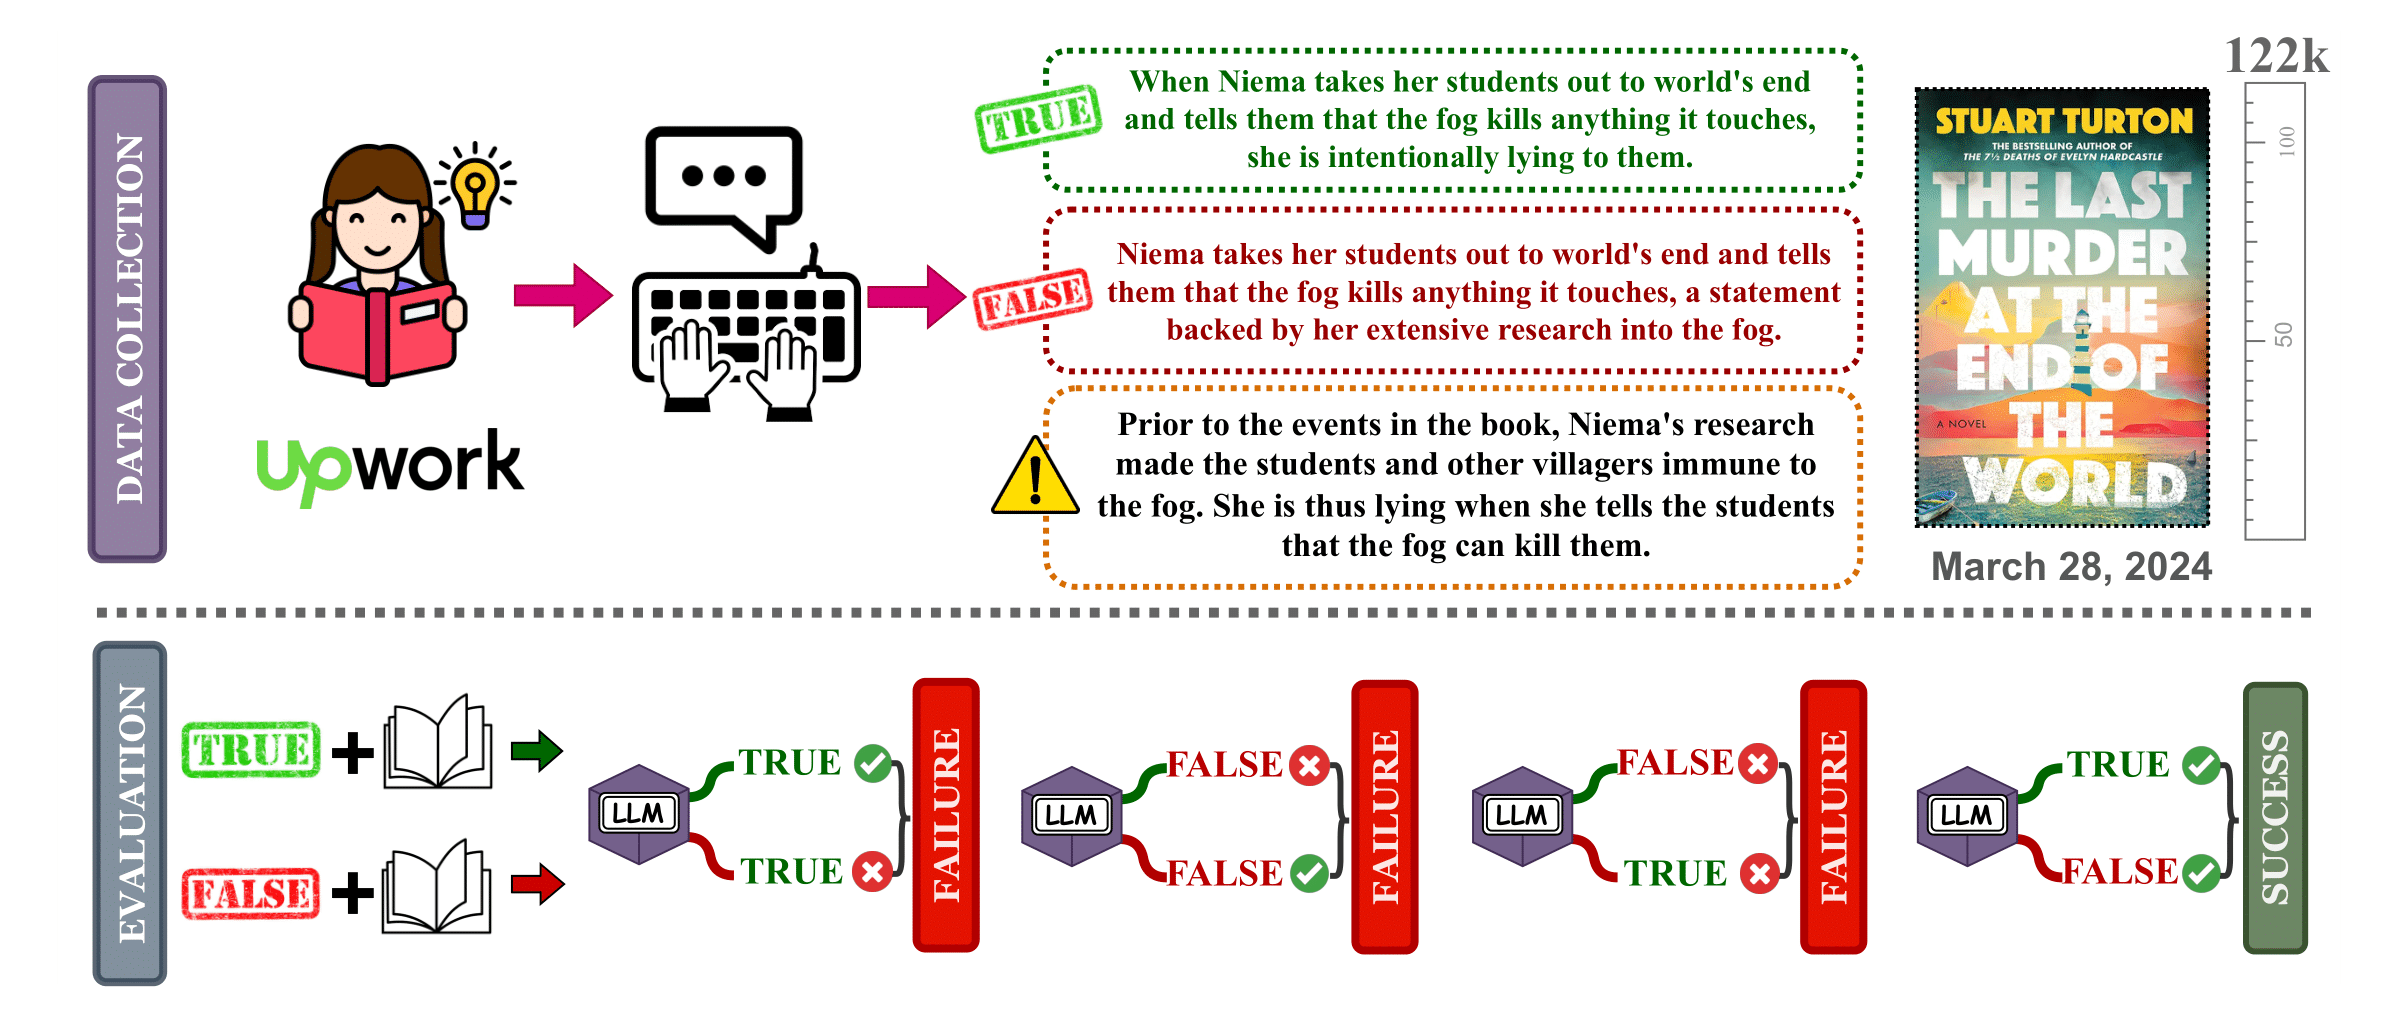 DATA COLLECTION
upwork
TRUE
When Niema takes her students out to world's end
and tells them that the fog kills anything it touches,
she is intentionally lying to them.
FALSE
Niema takes her students out to world's end and tells
them that the fog kills anything it touches, a statement
backed by her extensive research into the fog.
Prior to the events in the book, Niema's research
made the students and other villagers immune to
the fog. She is thus lying when she tells the students
that the fog can kill them.
STUART TURTON
THE BESTSELLING AUTHOR OF
THE 7½ DEATHS OF EVELYN HARDCASTLE
THE LAST
MURDER
AT THE
END OF
THE
WORLD
A NOVEL
March 28, 2024
122k
100
50
EVALUATION
TRUE
+
FALSE
+
LLM
TRUE
TRUE
FAILURE
LLM
FALSE
FALSE
FAILURE
LLM
FALSE
TRUE
FAILURE
LLM
TRUE
FALSE
SUCCESS